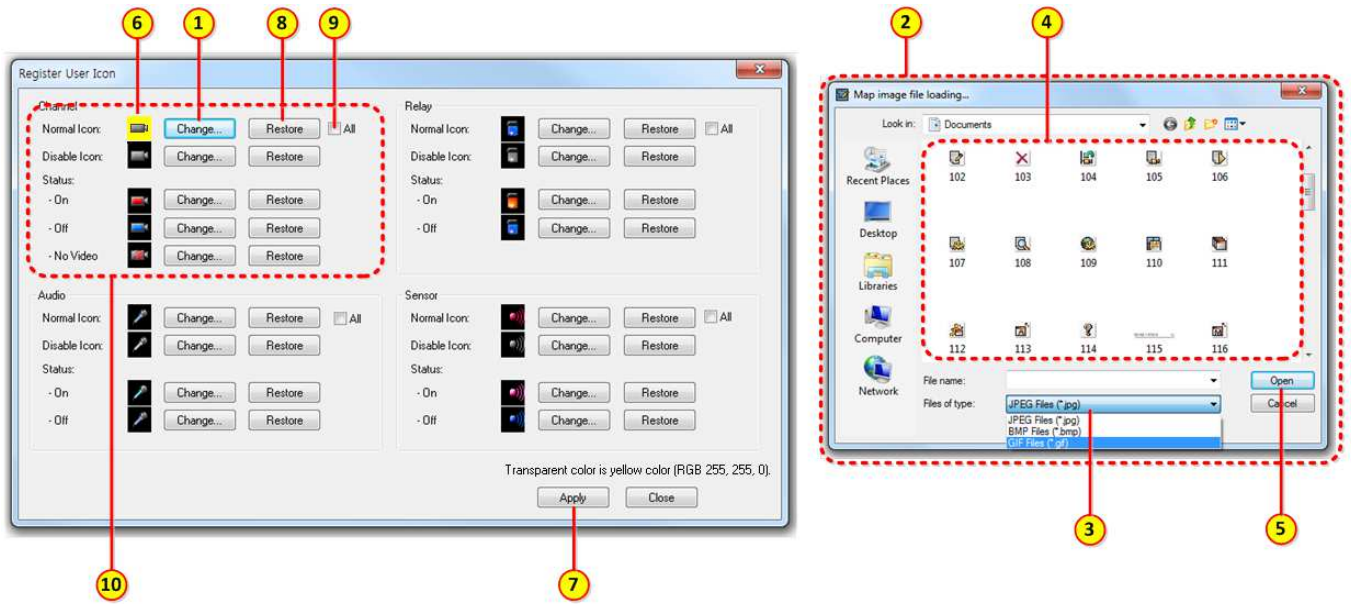 6 1 8 9
Register User Icon
Channel
Normal Icon: Change... Restore All
Disable Icon: Change... Restore
Status:
- On Change... Restore
- Off Change... Restore
- No Video Change... Restore
Relay
Normal Icon: Change... Restore All
Disable Icon: Change... Restore
Status:
- On Change... Restore
- Off Change... Restore
Audio
Normal Icon: Change... Restore All
Disable Icon: Change... Restore
Status:
- On Change... Restore
- Off Change... Restore
Sensor
Normal Icon: Change... Restore All
Disable Icon: Change... Restore
Status:
- On Change... Restore
- Off Change... Restore
Transparent color is yellow color (RGB 255, 255, 0).
Apply Close
10 7
2 4
Map image file loading...
Look in: Documents
Recent Places
Desktop
Libraries
Computer
Network
102 103 104 105 106
107 108 109 110 111
112 113 114 115 116
File name: Open
Files of type: JPEG Files (*.jpg) Cancel
JPEG Files (*.jpg)
BMP Files (*.bmp)
GIF Files (*.gif)
3 5